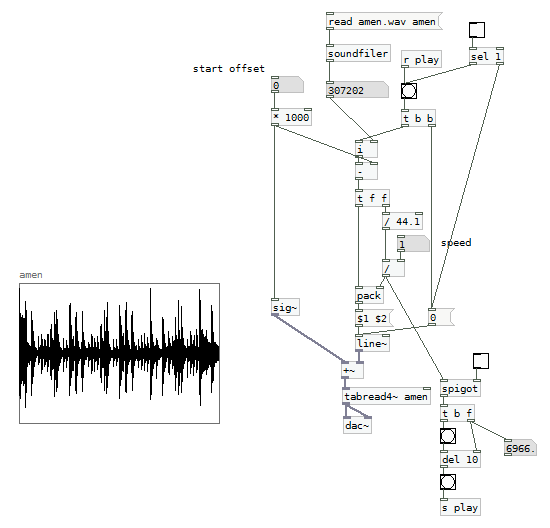 read amen.wav amen
sel 1
soundfiler
r play
start offset
0
307202
* 1000
t b b
i
-
t f f
/ 44.1
1
speed
/
amen
pack
sig~
$1 $2
0
line~
+~
spigot
tabread4~ amen
t b f
dac~
6966.
del 10
s play